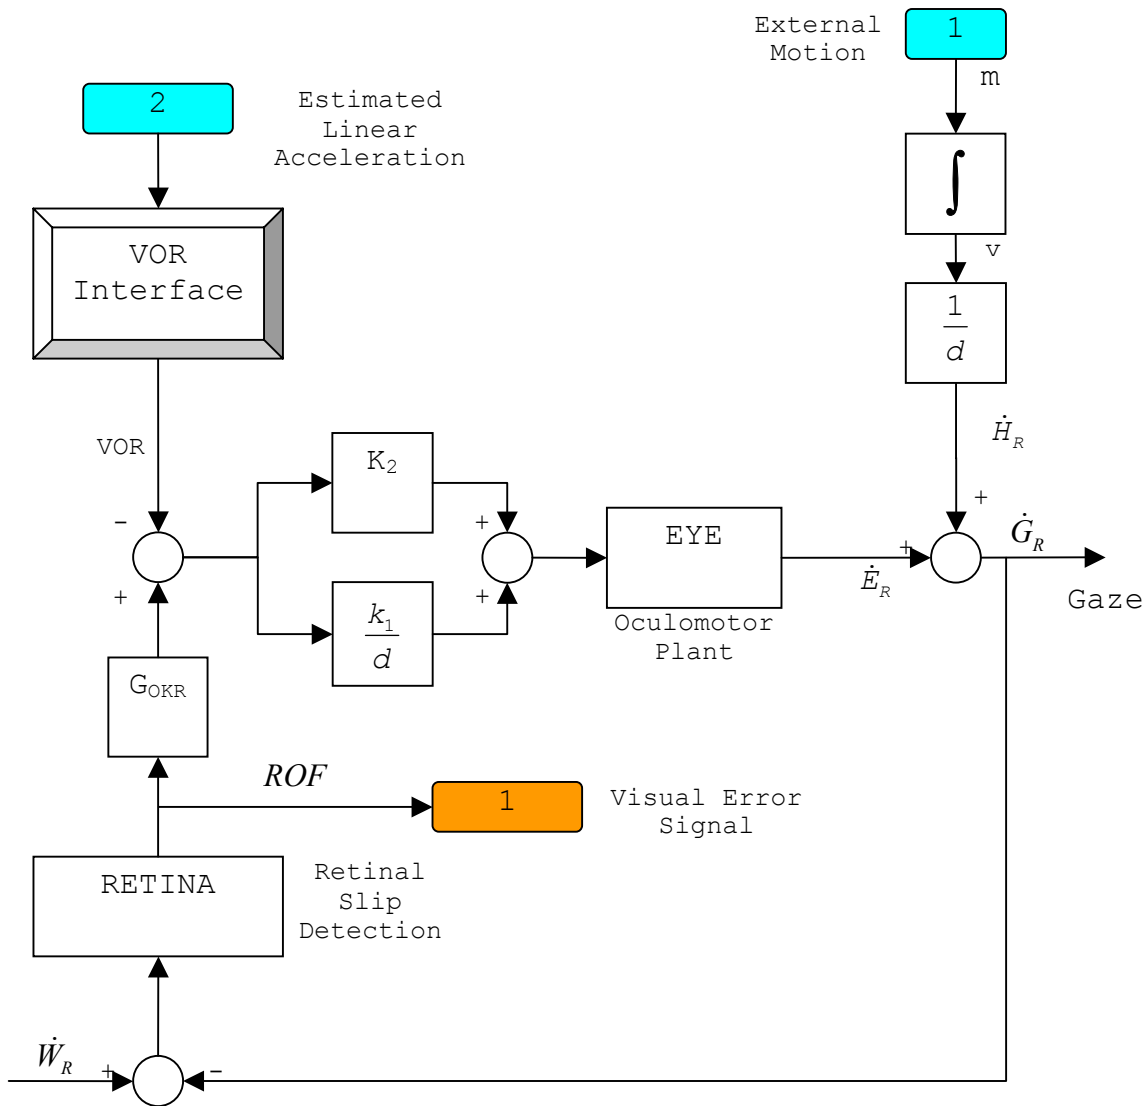 External
Motion
1
m
2
Estimated
Linear
Acceleration
∫
v
VOR
Interface
1
d
VOR
Ḣ_R
K₂
-
+
+
+
EYE
+
Ġ_R
+
+
Ė_R
Gaze
k₁
d
Oculomotor
Plant
G_OKR
ROF
1
Visual Error
Signal
RETINA
Retinal
Slip
Detection
Ẇ_R
+
-